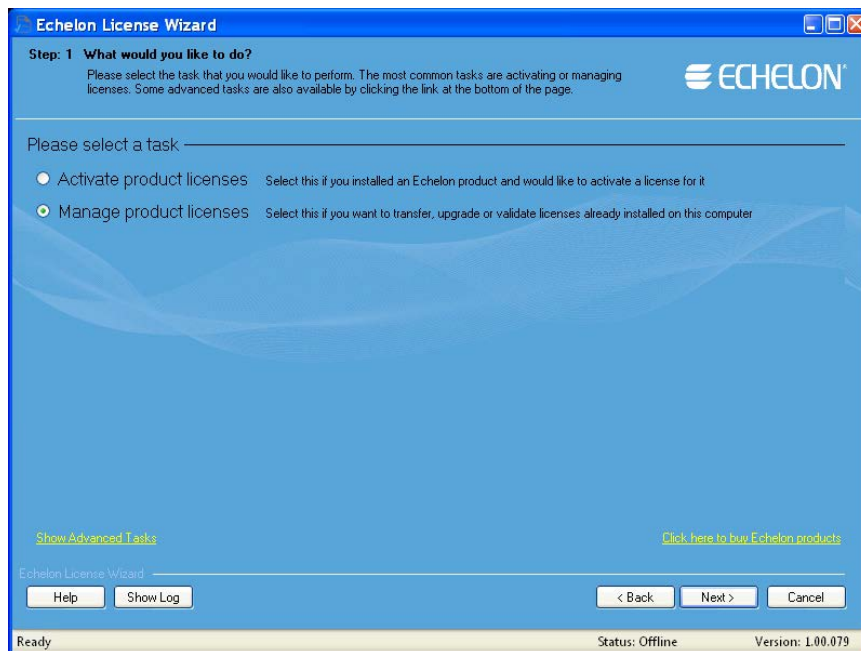 Echelon License Wizard
Step: 1 What would you like to do?
Please select the task that you would like to perform. The most common tasks are activating or managing
licenses. Some advanced tasks are also available by clicking the link at the bottom of the page.
ECHELON
Please select a task
Activate product licenses Select this if you installed an Echelon product and would like to activate a license for it
Manage product licenses Select this if you want to transfer, upgrade or validate licenses already installed on this computer
Show Advanced Tasks Click here to buy Echelon products
Echelon License Wizard
Help Show Log < Back Next > Cancel
Ready Status: Offline Version: 1.00.079